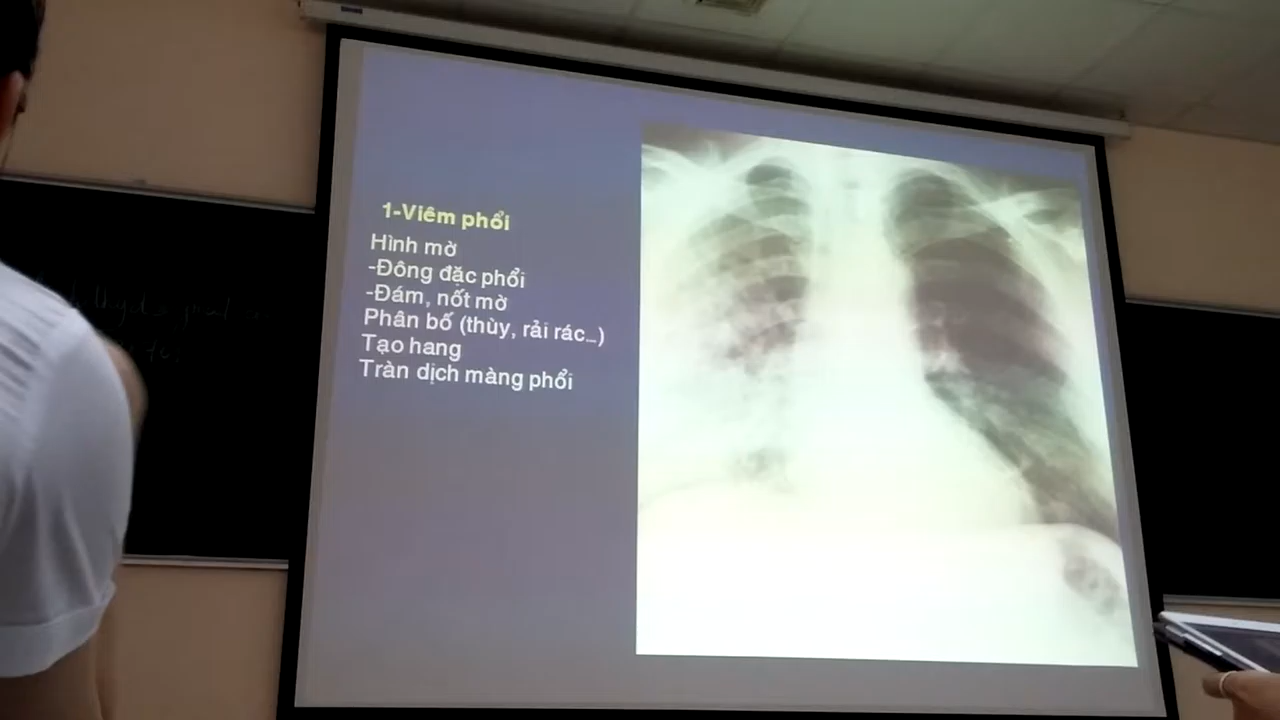 1-Viêm phổi
Hình mờ
-Đông đặc phổi
-Đám, nốt mờ
Phân bố (thùy, rải rác...)
Tạo hang
Tràn dịch màng phổi